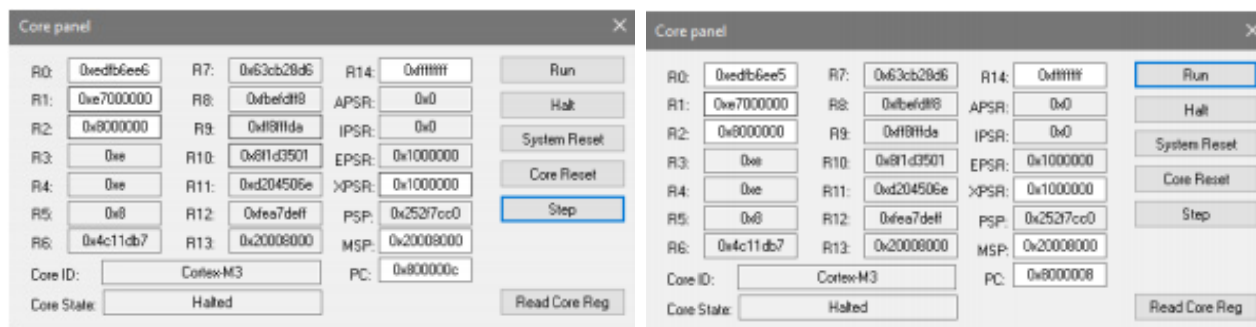 Core panel
R0: 0xedfb6ee6 R7: 0x63cb28d6 R14: 0xffffffff Run
R1: 0xe7000000 R8: 0xfbefdff8 APSR: 0x0 Halt
R2: 0x8000000 R9: 0xff8fffda IPSR: 0x0 System Reset
R3: 0xe R10: 0x8f1d3501 EPSR: 0x1000000 Core Reset
R4: 0xe R11: 0xd204506e XPSR: 0x1000000 Step
R5: 0x8 R12: 0xfea7deff PSP: 0x252f7cc0
R6: 0x4c11db7 R13: 0x20008000 MSP: 0x20008000
Core ID: Cortex-M3 PC: 0x800000c
Core State: Halted Read Core Reg
Core panel
R0: 0xedfb6ee5 R7: 0x63cb28d6 R14: 0xffffffff Run
R1: 0xe7000000 R8: 0xfbefdff8 APSR: 0x0 Halt
R2: 0x8000000 R9: 0xff8fffda IPSR: 0x0 System Reset
R3: 0xe R10: 0x8f1d3501 EPSR: 0x1000000 Core Reset
R4: 0xe R11: 0xd204506e XPSR: 0x1000000 Step
R5: 0x8 R12: 0xfea7deff PSP: 0x252f7cc0
R6: 0x4c11db7 R13: 0x20008000 MSP: 0x20008000
Core ID: Cortex-M3 PC: 0x8000008
Core State: Halted Read Core Reg